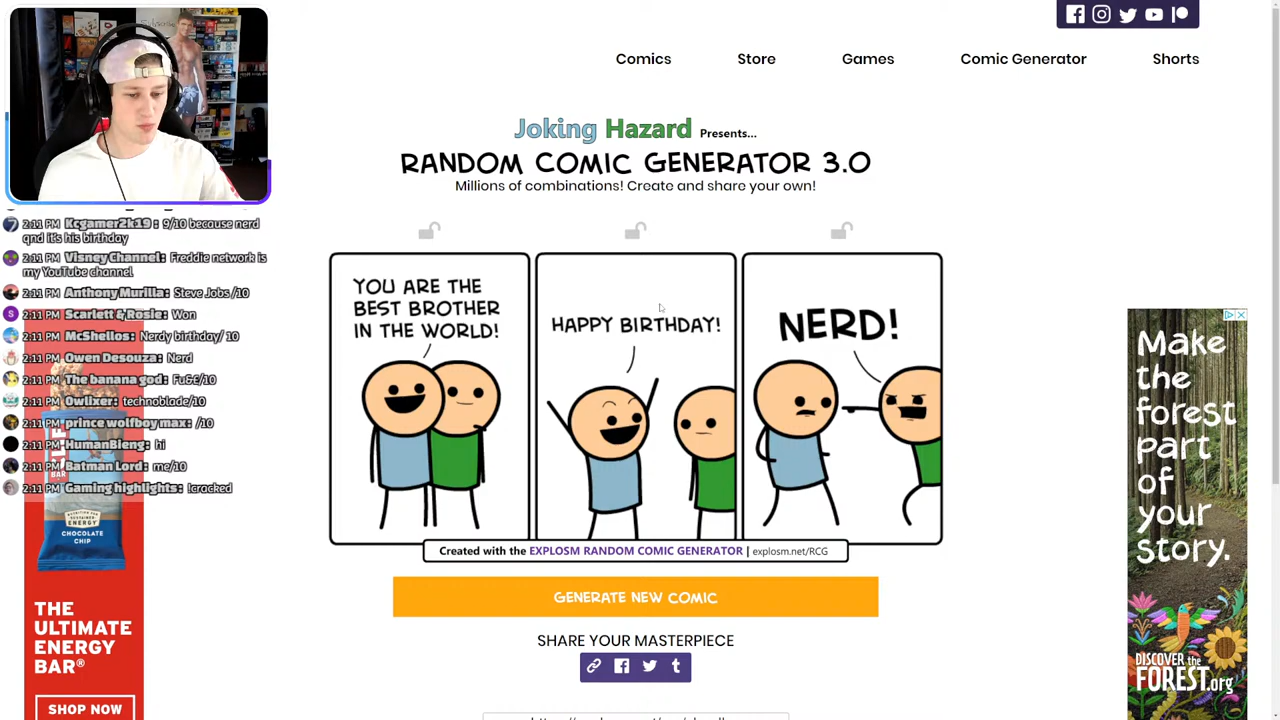 Comics
Store
Games
Comic Generator
Shorts
Joking Hazard Presents...
RANDOM COMIC GENERATOR 3.0
Millions of combinations! Create and share your own!
2:11 PM Kcgamer2k19 : 9/10 because nerd
qnd it's his birthday
2:11 PM VisneyChannel: Freddie network is
my YouTube channel
2:11 PM Anthony Murilla: Steve Jobs /10
2:11 PM Scarlett & Rosie: Won
2:11 PM McShellos: Nerdy birthday/ 10
2:11 PM Owen Desouza: Nerd
2:11 PM The banana god: Fu&£/10
2:11 PM Owlixer: technoblade/10
2:11 PM prince wolfboy max: /10
2:11 PM HumanBieng: hi
2:11 PM Batman Lord: me/10
2:11 PM Gaming highlights: !cracked
YOU ARE THE
BEST BROTHER
IN THE WORLD!
HAPPY BIRTHDAY!
NERD!
Created with the EXPLOSM RANDOM COMIC GENERATOR | explosm.net/RCG
GENERATE NEW COMIC
SHARE YOUR MASTERPIECE
CHOCOLATE
CHIP
THE
ULTIMATE
ENERGY
BAR®
SHOP NOW
Make
the
forest
part
of
your
story.
DISCOVER the
FOREST.org